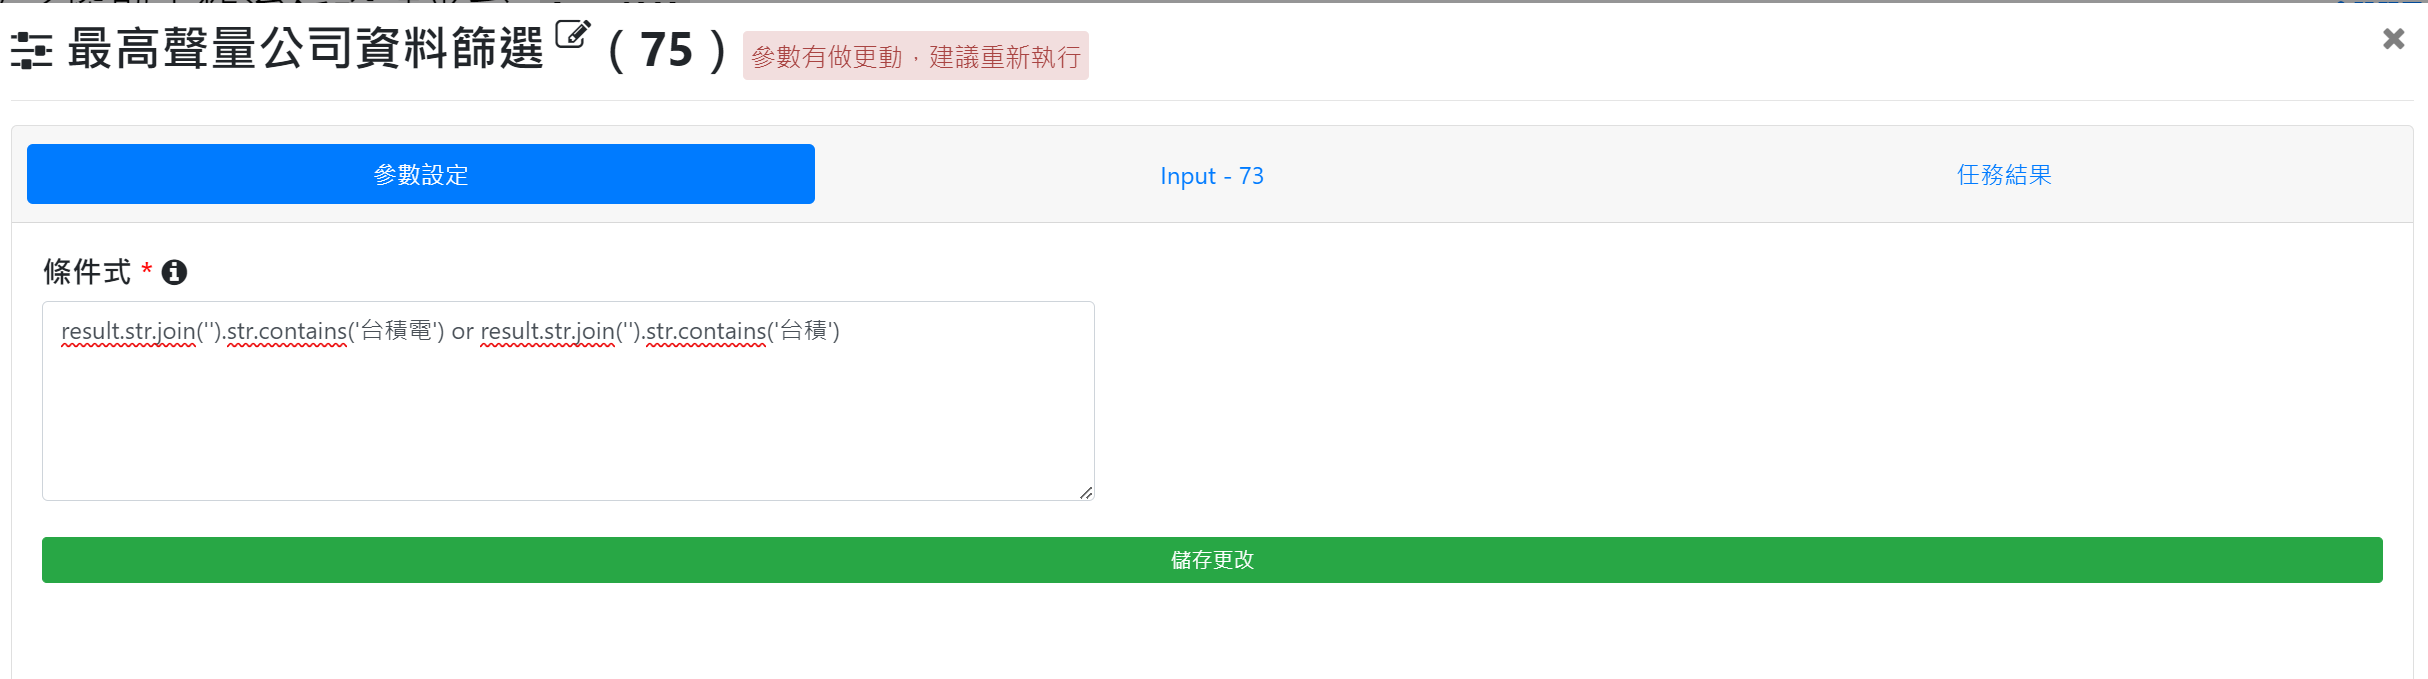 最高聲量公司資料篩選 ( 75 ) 參數有做更動，建議重新執行
參數設定 Input - 73 任務結果
條件式 *
result.str.join('').str.contains('台積電') or result.str.join('').str.contains('台積')
儲存更改